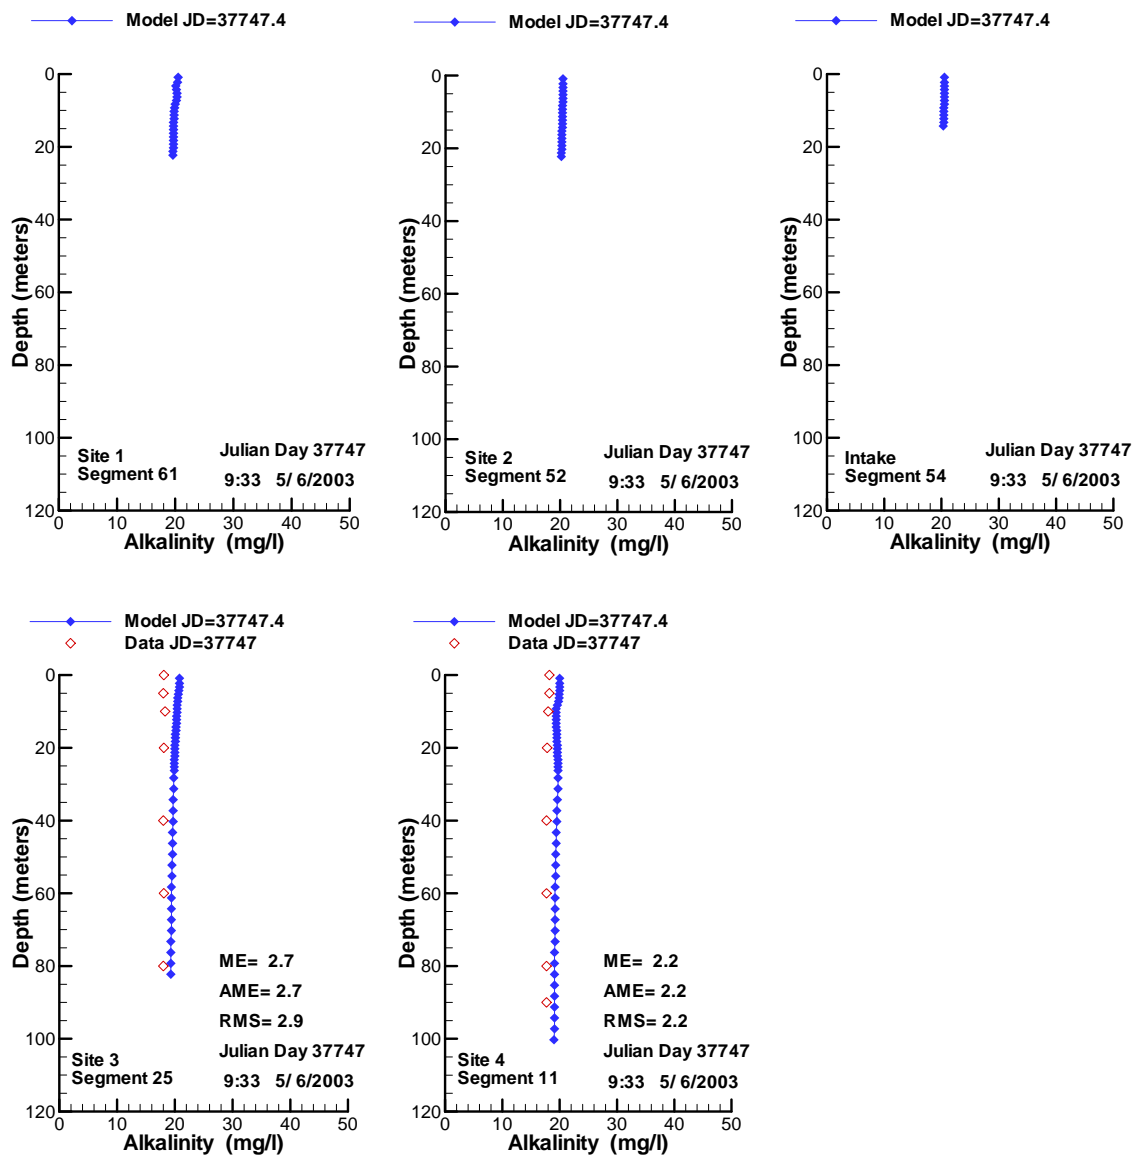 Model JD=37747.4
0
20
40
60
80
100
120
Depth (meters)
Site 1
Segment 61
Julian Day 37747
9:33 5/ 6/2003
0 10 20 30 40 50
Alkalinity (mg/l)
Model JD=37747.4
0
20
40
60
80
100
120
Depth (meters)
Site 2
Segment 52
Julian Day 37747
9:33 5/ 6/2003
0 10 20 30 40 50
Alkalinity (mg/l)
Model JD=37747.4
0
20
40
60
80
100
120
Depth (meters)
Intake
Segment 54
Julian Day 37747
9:33 5/ 6/2003
0 10 20 30 40 50
Alkalinity (mg/l)
Model JD=37747.4
Data JD=37747
0
20
40
60
80
100
120
Depth (meters)
ME= 2.7
AME= 2.7
RMS= 2.9
Site 3
Segment 25
Julian Day 37747
9:33 5/ 6/2003
0 10 20 30 40 50
Alkalinity (mg/l)
Model JD=37747.4
Data JD=37747
0
20
40
60
80
100
120
Depth (meters)
ME= 2.2
AME= 2.2
RMS= 2.2
Site 4
Segment 11
Julian Day 37747
9:33 5/ 6/2003
0 10 20 30 40 50
Alkalinity (mg/l)